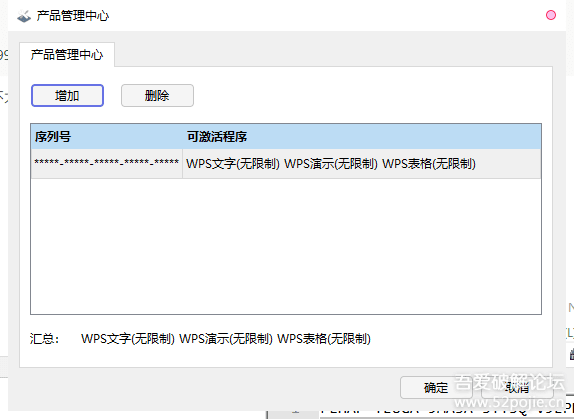 产品管理中心
产品管理中心
增加 删除
序列号 可激活程序
*****-*****-*****-*****-***** WPS文字(无限制) WPS演示(无限制) WPS表格(无限制)
汇总： WPS文字(无限制) WPS演示(无限制) WPS表格(无限制)
确定 取消
吾爱破解论坛
www.52pojie.cn